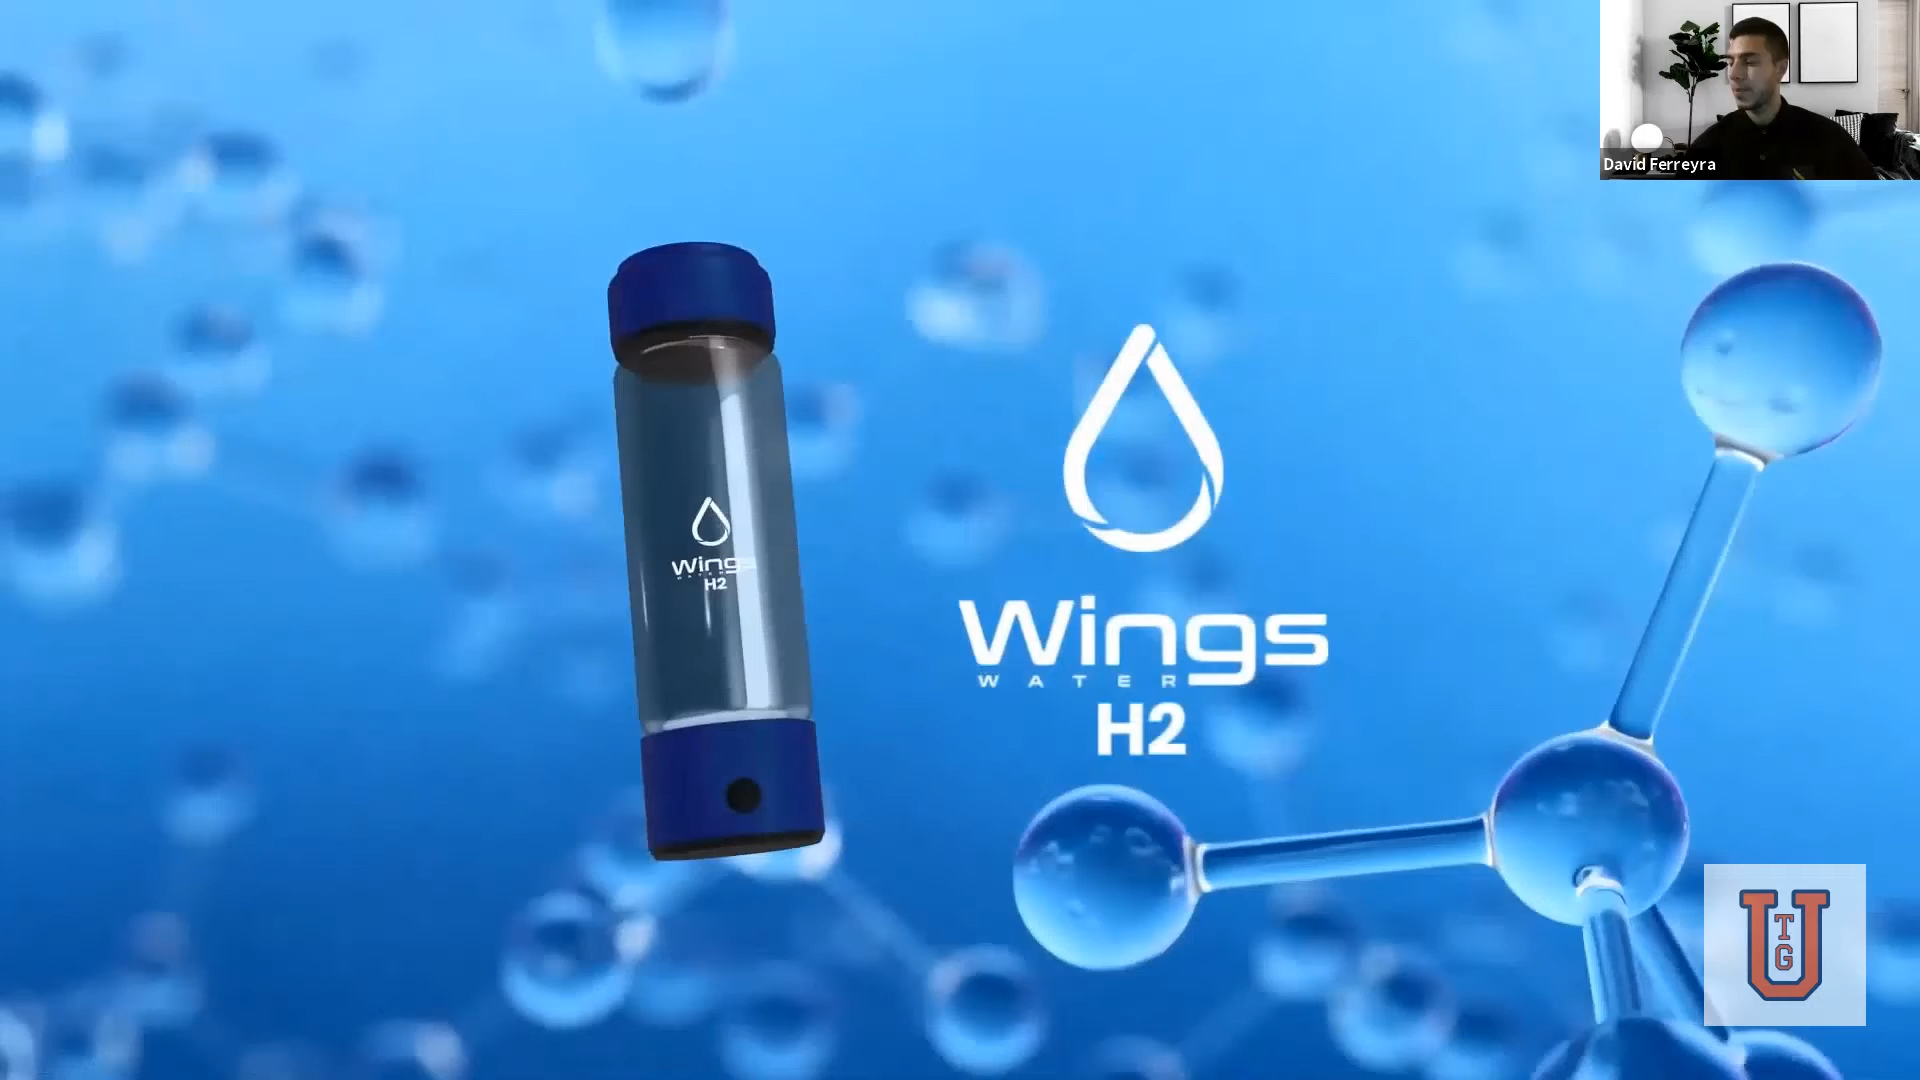 David Ferreyra
Wings
WATER
H2
Wings
WATER
H2
U
T
G